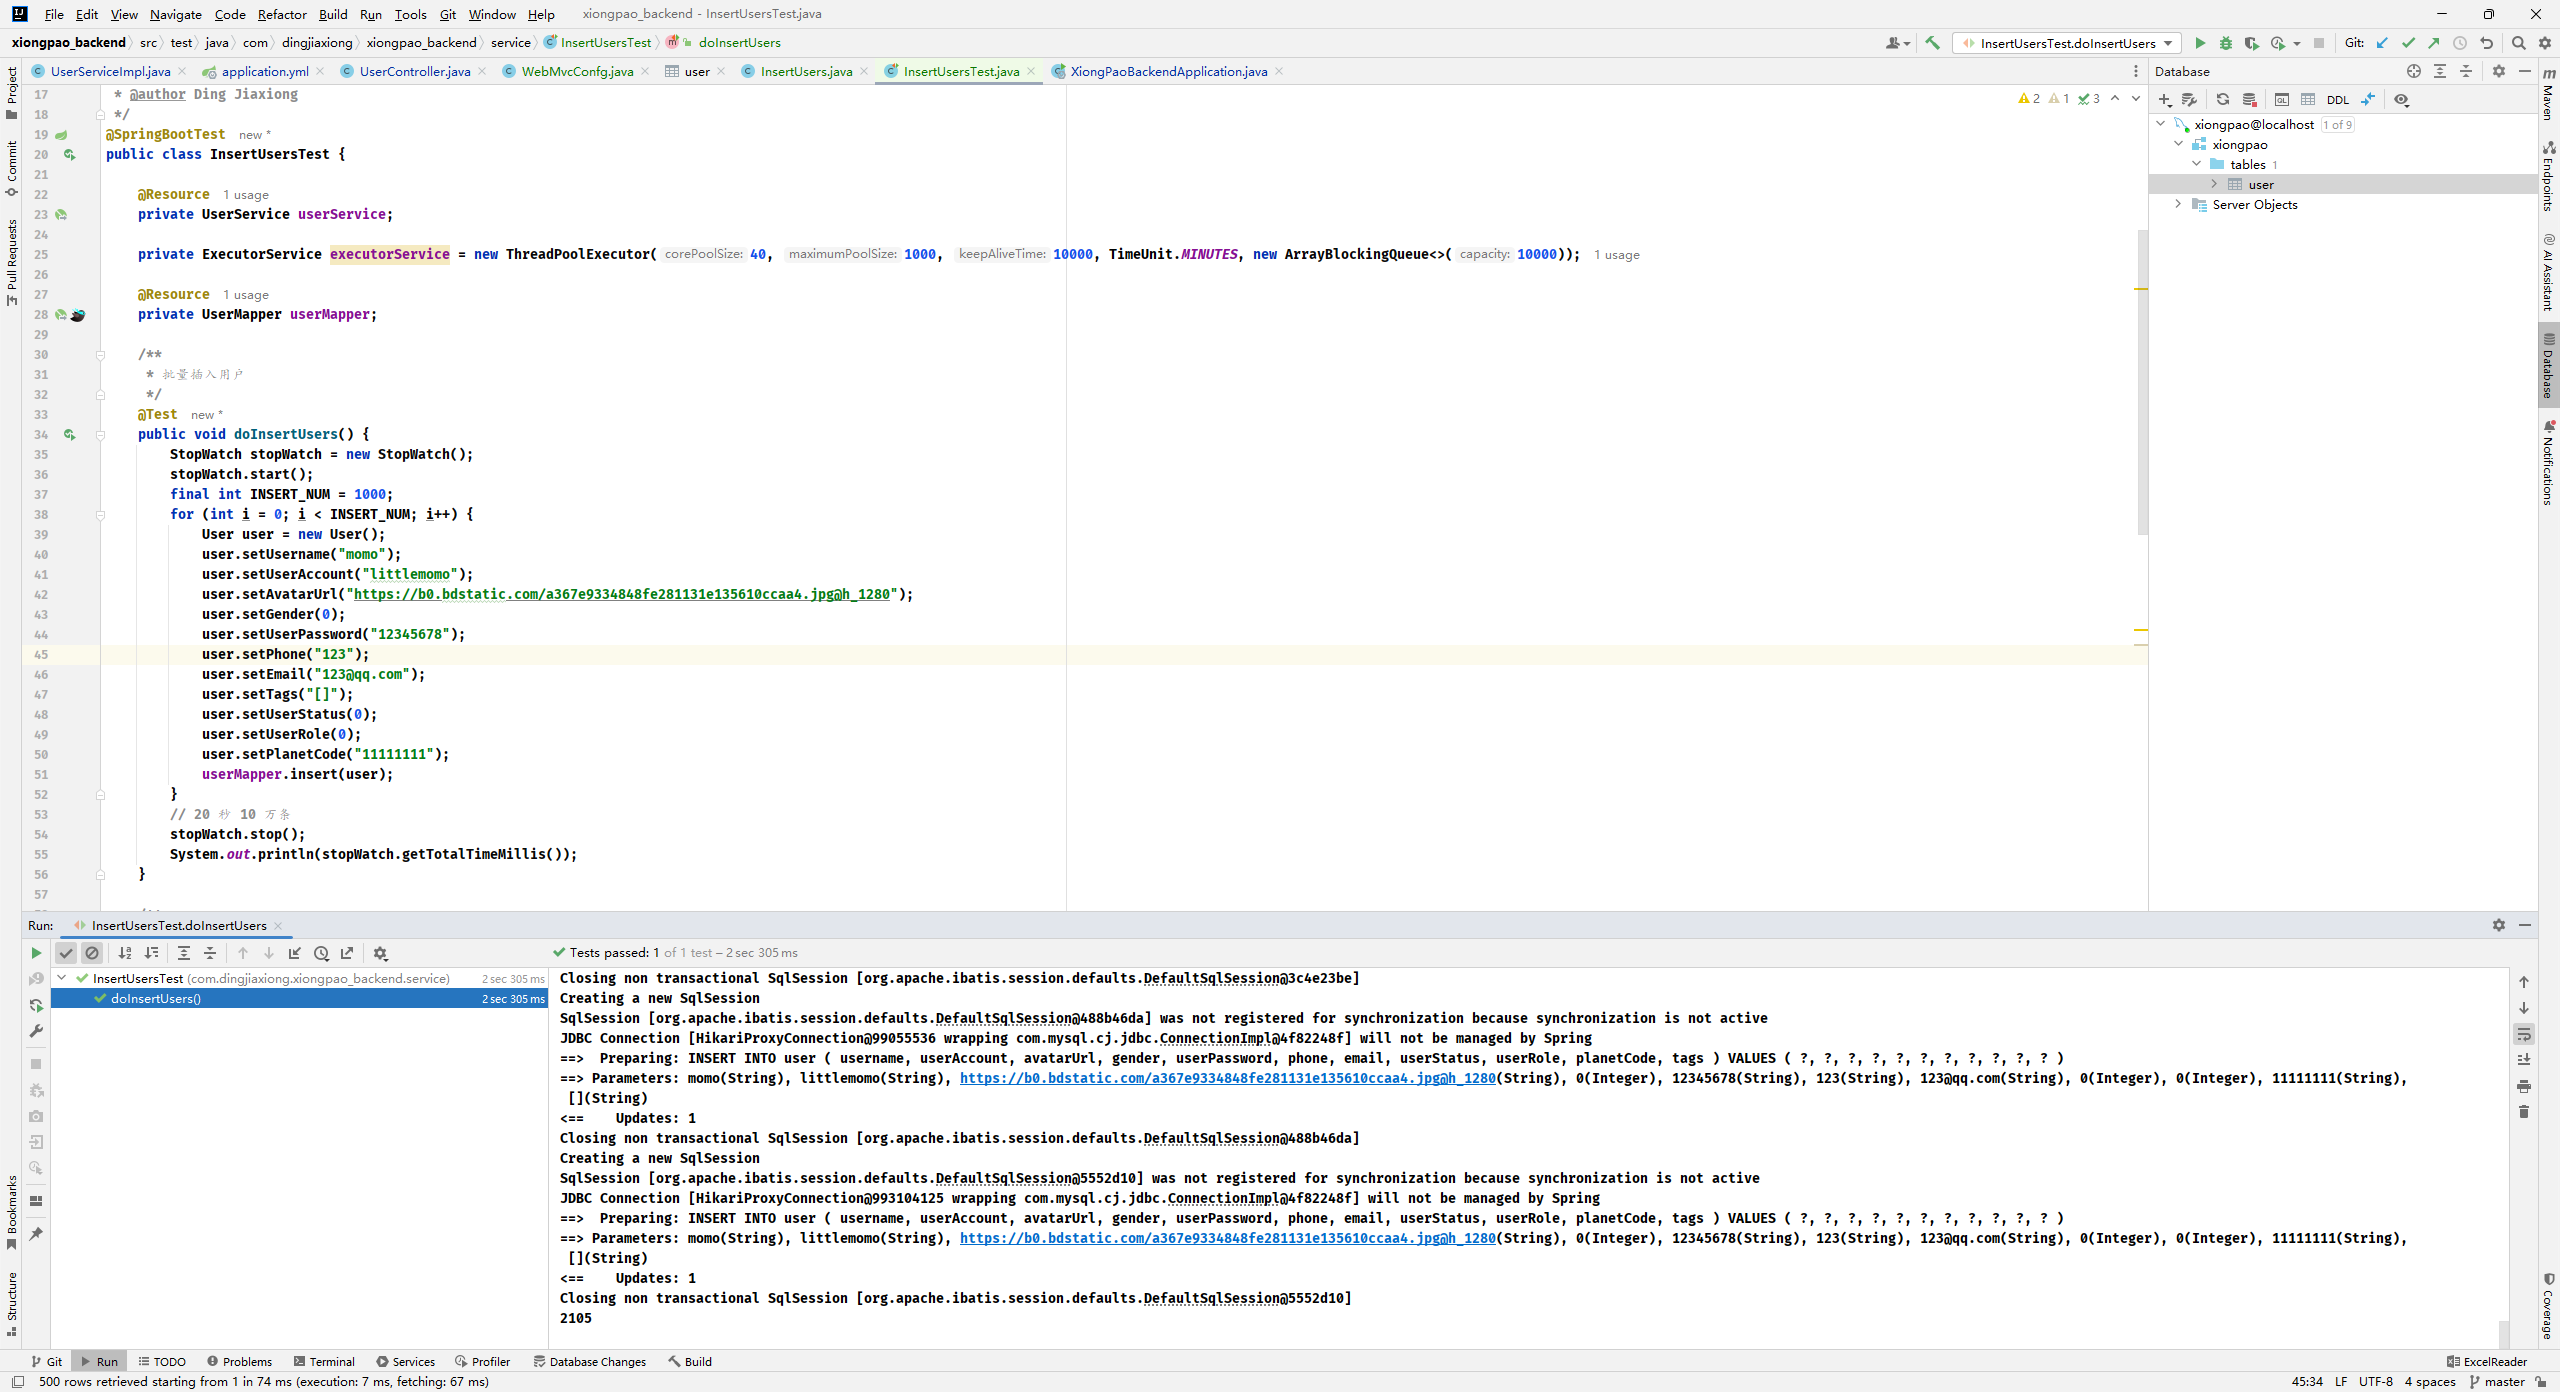 File Edit View Navigate Code Refactor Build Run Tools Git Window Help xiongpao_backend - InsertUsersTest.java
xiongpao_backend src test java com dingjiaxiong xiongpao_backend service InsertUsersTest doInsertUsers
InsertUsersTest.doInsertUsers Git:
UserServiceImpl.java application.yml UserController.java WebMvcConfg.java user InsertUsers.java InsertUsersTest.java XiongPaoBackendApplication.java
Project
Commit
Pull Requests
Bookmarks
Structure
2 1 3
17 * @author Ding Jiaxiong
18 */
19 @SpringBootTest new *
20 public class InsertUsersTest {
21
22 @Resource 1 usage
23 private UserService userService;
24
25 private ExecutorService executorService = new ThreadPoolExecutor( corePoolSize: 40, maximumPoolSize: 1000, keepAliveTime: 10000, TimeUnit.MINUTES, new ArrayBlockingQueue<>( capacity: 10000)); 1 usage
26
27 @Resource 1 usage
28 private UserMapper userMapper;
29
30 /**
31 * 批量插入用户
32 */
33 @Test new *
34 public void doInsertUsers() {
35 StopWatch stopWatch = new StopWatch();
36 stopWatch.start();
37 final int INSERT_NUM = 1000;
38 for (int i = 0; i < INSERT_NUM; i++) {
39 User user = new User();
40 user.setUsername("momo");
41 user.setUserAccount("littlemomo");
42 user.setAvatarUrl("https://b0.bdstatic.com/a367e9334848fe281131e135610ccaa4.jpg@h_1280");
43 user.setGender(0);
44 user.setUserPassword("12345678");
45 user.setPhone("123");
46 user.setEmail("123@qq.com");
47 user.setTags("[]");
48 user.setUserStatus(0);
49 user.setUserRole(0);
50 user.setPlanetCode("11111111");
51 userMapper.insert(user);
52 }
53 // 20 秒 10 万条
54 stopWatch.stop();
55 System.out.println(stopWatch.getTotalTimeMillis());
56 }
57
Database
DDL
xiongpao@localhost 1 of 9
xiongpao
tables 1
user
Server Objects
Maven
Endpoints
AI Assistant
Database
Notifications
Coverage
Run: InsertUsersTest.doInsertUsers
Tests passed: 1 of 1 test – 2 sec 305 ms
InsertUsersTest (com.dingjiaxiong.xiongpao_backend.service) 2 sec 305 ms
doInsertUsers() 2 sec 305 ms
Closing non transactional SqlSession [org.apache.ibatis.session.defaults.DefaultSqlSession@3c4e23be]
Creating a new SqlSession
SqlSession [org.apache.ibatis.session.defaults.DefaultSqlSession@488b46da] was not registered for synchronization because synchronization is not active
JDBC Connection [HikariProxyConnection@99055536 wrapping com.mysql.cj.jdbc.ConnectionImpl@4f82248f] will not be managed by Spring
==>  Preparing: INSERT INTO user ( username, userAccount, avatarUrl, gender, userPassword, phone, email, userStatus, userRole, planetCode, tags ) VALUES ( ?, ?, ?, ?, ?, ?, ?, ?, ?, ?, ? )
==> Parameters: momo(String), littlemomo(String), https://b0.bdstatic.com/a367e9334848fe281131e135610ccaa4.jpg@h_1280(String), 0(Integer), 12345678(String), 123(String), 123@qq.com(String), 0(Integer), 0(Integer), 11111111(String),
[](String)
<==    Updates: 1
Closing non transactional SqlSession [org.apache.ibatis.session.defaults.DefaultSqlSession@488b46da]
Creating a new SqlSession
SqlSession [org.apache.ibatis.session.defaults.DefaultSqlSession@5552d10] was not registered for synchronization because synchronization is not active
JDBC Connection [HikariProxyConnection@993104125 wrapping com.mysql.cj.jdbc.ConnectionImpl@4f82248f] will not be managed by Spring
==>  Preparing: INSERT INTO user ( username, userAccount, avatarUrl, gender, userPassword, phone, email, userStatus, userRole, planetCode, tags ) VALUES ( ?, ?, ?, ?, ?, ?, ?, ?, ?, ?, ? )
==> Parameters: momo(String), littlemomo(String), https://b0.bdstatic.com/a367e9334848fe281131e135610ccaa4.jpg@h_1280(String), 0(Integer), 12345678(String), 123(String), 123@qq.com(String), 0(Integer), 0(Integer), 11111111(String),
[](String)
<==    Updates: 1
Closing non transactional SqlSession [org.apache.ibatis.session.defaults.DefaultSqlSession@5552d10]
2105
Git Run TODO Problems Terminal Services Profiler Database Changes Build ExcelReader
500 rows retrieved starting from 1 in 74 ms (execution: 7 ms, fetching: 67 ms) 45:34 LF UTF-8 4 spaces master